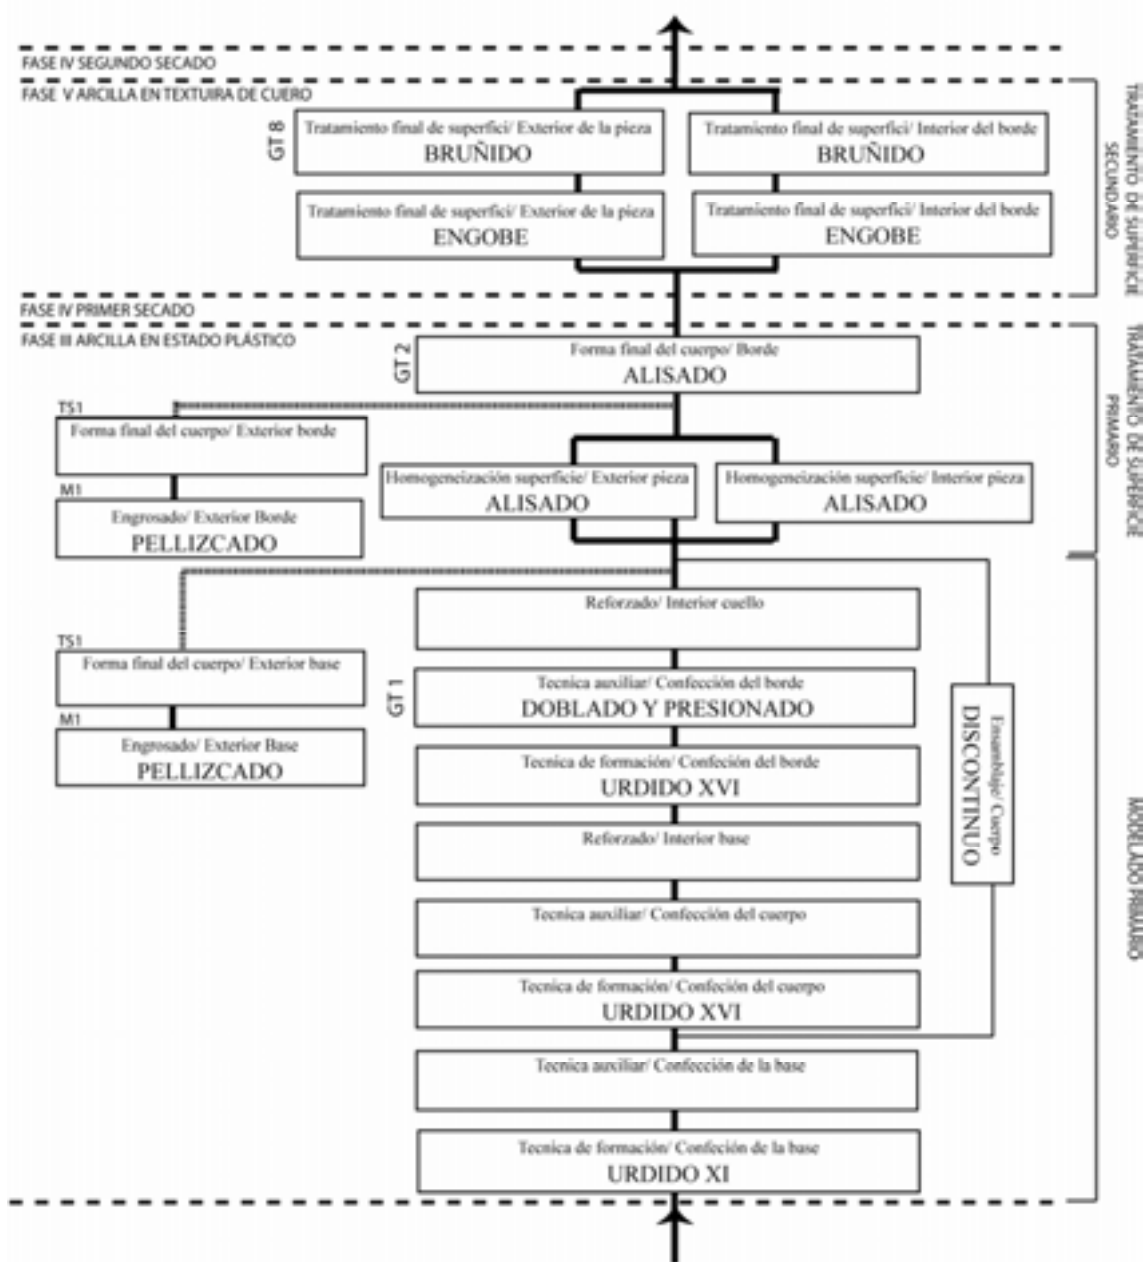 FASE IV SEGUNDO SECADO
FASE V ARCILLA EN TEXTUIRA DE CUERO
GT 8
Tratamiento final de superfici/ Exterior de la pieza
BRUÑIDO
Tratamiento final de superfici/ Interior del borde
BRUÑIDO
Tratamiento final de superfici/ Exterior de la pieza
ENGOBE
Tratamiento final de superfici/ Interior del borde
ENGOBE
TRATAMIENTO DE SUPERFICIE
SECUNDARIO
FASE IV PRIMER SECADO
FASE III ARCILLA EN ESTADO PLÁSTICO
GT 2
Forma final del cuerpo/ Borde
ALISADO
TS1
Forma final del cuerpo/ Exterior borde
M1
Engrosado/ Exterior Borde
PELLIZCADO
Homogeneización superficie/ Exterior pieza
ALISADO
Homogeneización superficie/ Interior pieza
ALISADO
TRATAMIENTO DE SUPERFICIE
PRIMARIO
Reforzado/ Interior cuello
TS1
Forma final del cuerpo/ Exterior base
M1
Engrosado/ Exterior Base
PELLIZCADO
GT 1
Tecnica auxiliar/ Confección del borde
DOBLADO Y PRESIONADO
Tecnica de formación/ Confeción del borde
URDIDO XVI
Reforzado/ Interior base
Tecnica auxiliar/ Confección del cuerpo
Tecnica de formación/ Confeción del cuerpo
URDIDO XVI
Ensamblaje/ Cuerpo
DISCONTINUO
Tecnica auxiliar/ Confección de la base
Tecnica de formación/ Confeción de la base
URDIDO XI
MODELADO PRIMARIO